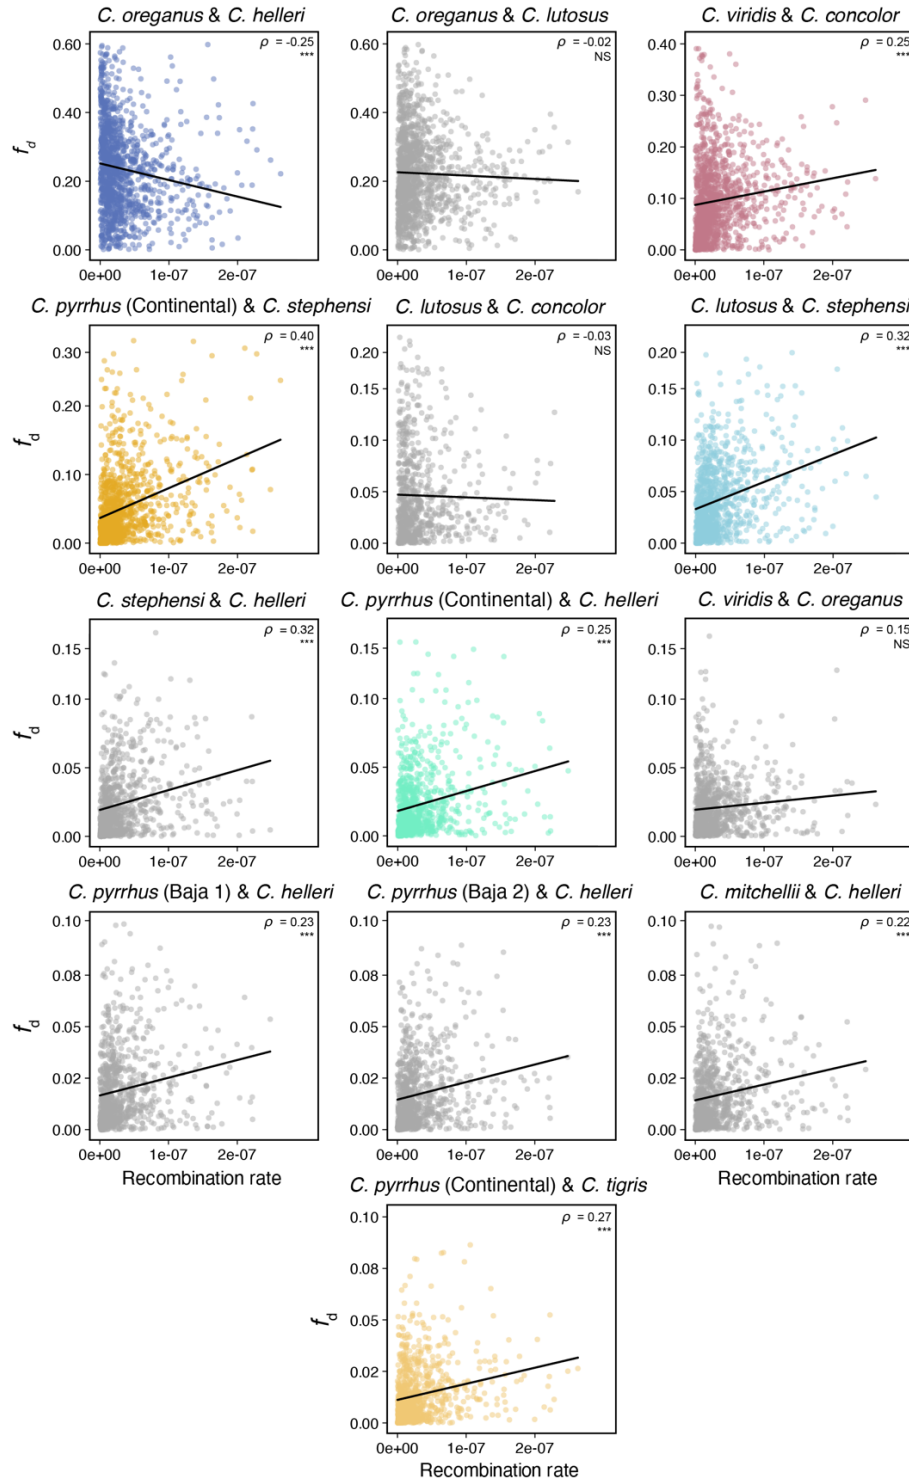 C. oreganus & C. helleri
C. oreganus & C. lutosus
C. viridis & C. concolor
ρ = -0.25
***
ρ = -0.02
NS
ρ = 0.25
***
fd
0.60
0.40
0.20
0.00
0.60
0.40
0.20
0.00
0.40
0.30
0.20
0.10
0.00
0e+00 1e-07 2e-07
0e+00 1e-07 2e-07
0e+00 1e-07 2e-07
C. pyrrhus (Continental) & C. stephensi
C. lutosus & C. concolor
C. lutosus & C. stephensi
ρ = 0.40
***
ρ = -0.03
NS
ρ = 0.32
***
fd
0.30
0.20
0.10
0.00
0.20
0.15
0.10
0.05
0.00
0.20
0.15
0.10
0.05
0.00
0e+00 1e-07 2e-07
0e+00 1e-07 2e-07
0e+00 1e-07 2e-07
C. stephensi & C. helleri
C. pyrrhus (Continental) & C. helleri
C. viridis & C. oreganus
ρ = 0.32
***
ρ = 0.25
***
ρ = 0.15
NS
fd
0.15
0.10
0.05
0.00
0.15
0.10
0.05
0.00
0.15
0.10
0.05
0.00
0e+00 1e-07 2e-07
0e+00 1e-07 2e-07
0e+00 1e-07 2e-07
C. pyrrhus (Baja 1) & C. helleri
C. pyrrhus (Baja 2) & C. helleri
C. mitchellii & C. helleri
ρ = 0.23
***
ρ = 0.23
***
ρ = 0.22
***
fd
0.10
0.08
0.05
0.02
0.00
0.10
0.08
0.05
0.02
0.00
0.10
0.08
0.05
0.02
0.00
0e+00 1e-07 2e-07
0e+00 1e-07 2e-07
0e+00 1e-07 2e-07
Recombination rate
Recombination rate
C. pyrrhus (Continental) & C. tigris
ρ = 0.27
***
fd
0.10
0.08
0.05
0.02
0.00
0e+00 1e-07 2e-07
Recombination rate